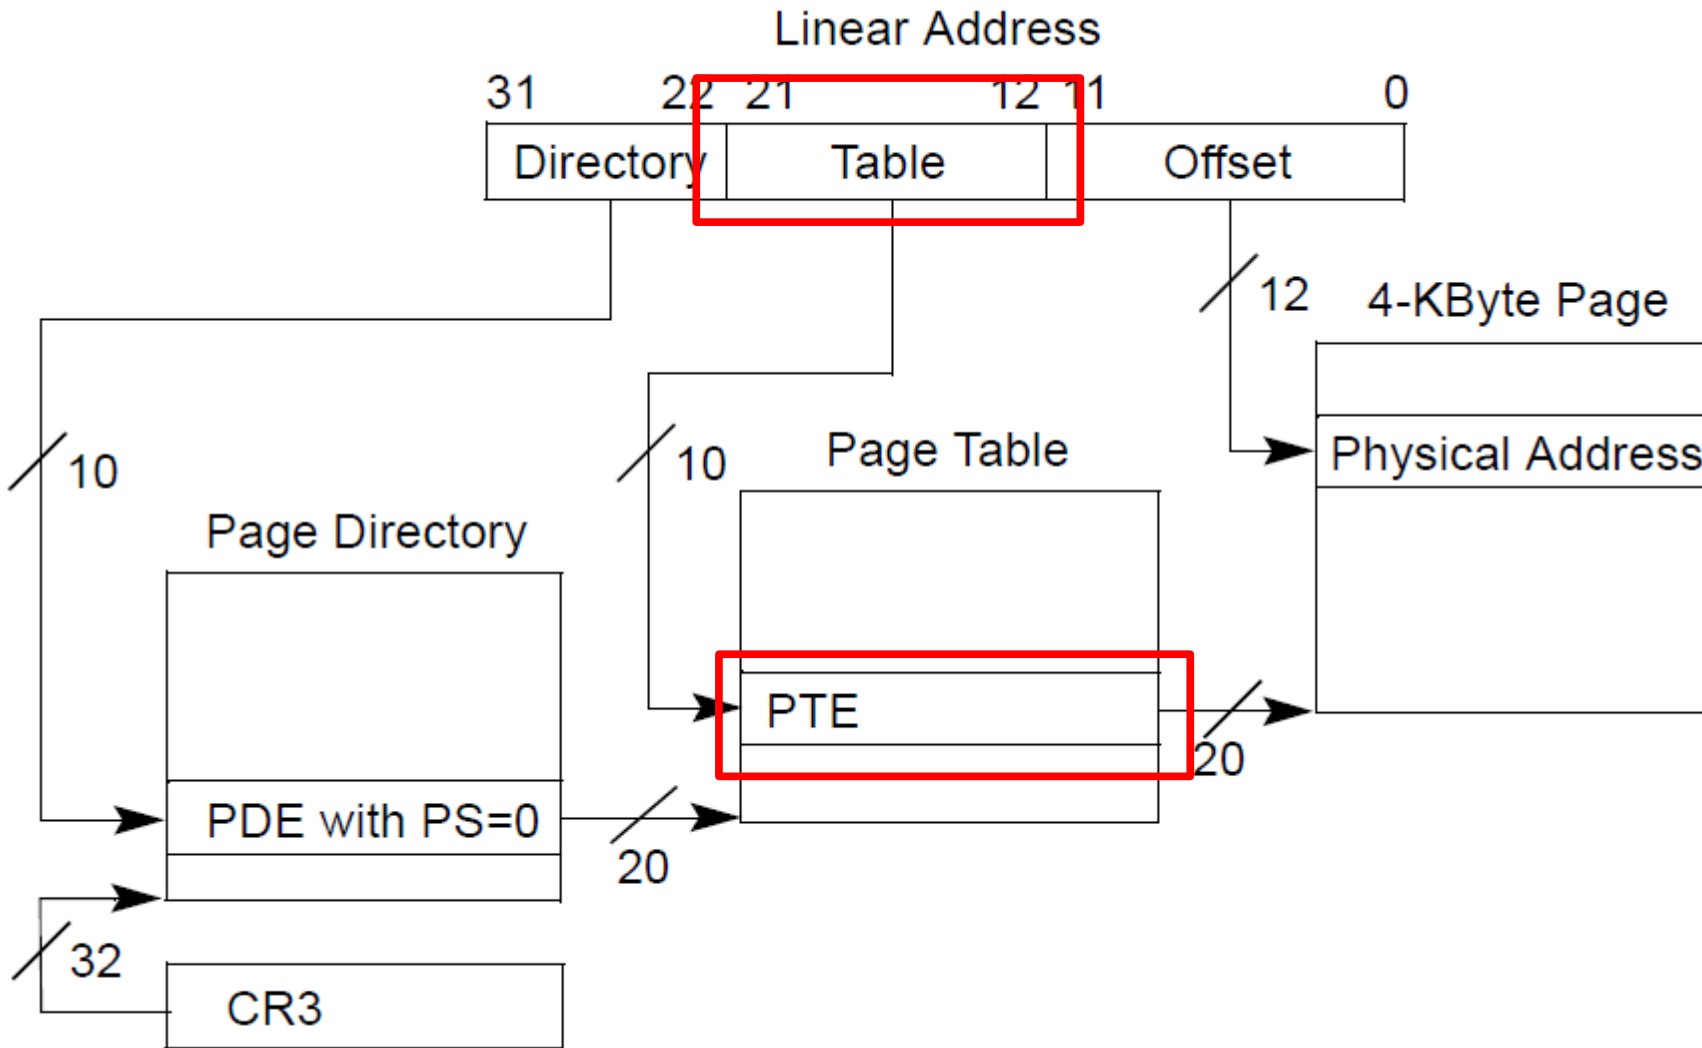 Linear Address
31 22 21 12 11 0
Directory Table Offset
12
4-KByte Page
10
10
Page Table
Physical Address
Page Directory
PTE
20
PDE with PS=0
20
32
CR3